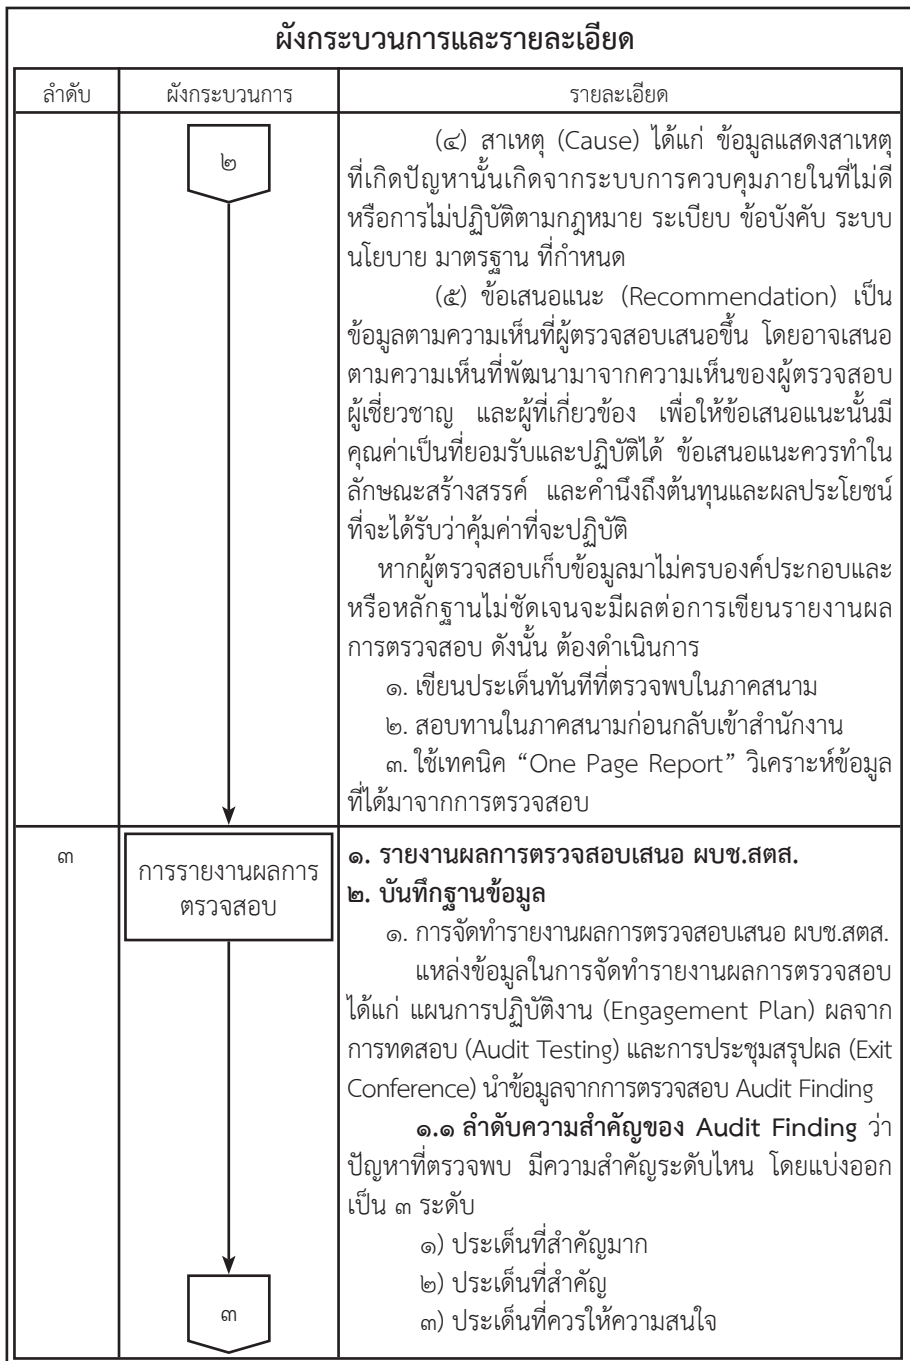 ผังกระบวนการและรายละเอียด
ลำดับ ผังกระบวนการ รายละเอียด
๒
(๔) สาเหตุ (Cause) ได้แก่ ข้อมูลแสดงสาเหตุ
ที่เกิดปัญหานั้นเกิดจากระบบการควบคุมภายในที่ไม่ดี
หรือการไม่ปฏิบัติตามกฎหมาย ระเบียบ ข้อบังคับ ระบบ
นโยบาย มาตรฐาน ที่กำหนด
(๕) ข้อเสนอแนะ (Recommendation) เป็น
ข้อมูลตามความเห็นที่ผู้ตรวจสอบเสนอขึ้น โดยอาจเสนอ
ตามความเห็นที่พัฒนามาจากความเห็นของผู้ตรวจสอบ
ผู้เชี่ยวชาญ และผู้ที่เกี่ยวข้อง เพื่อให้ข้อเสนอแนะนั้นมี
คุณค่าเป็นที่ยอมรับและปฏิบัติได้ ข้อเสนอแนะควรทำใน
ลักษณะสร้างสรรค์ และคำนึงถึงต้นทุนและผลประโยชน์
ที่จะได้รับว่าคุ้มค่าที่จะปฏิบัติ
หากผู้ตรวจสอบเก็บข้อมูลมาไม่ครบองค์ประกอบและ
หรือหลักฐานไม่ชัดเจนจะมีผลต่อการเขียนรายงานผล
การตรวจสอบ ดังนั้น ต้องดำเนินการ
๑. เขียนประเด็นทันทีที่ตรวจพบในภาคสนาม
๒. สอบทานในภาคสนามก่อนกลับเข้าสำนักงาน
๓. ใช้เทคนิค “One Page Report” วิเคราะห์ข้อมูล
ที่ได้มาจากการตรวจสอบ
๓
การรายงานผลการ
ตรวจสอบ
๑. รายงานผลการตรวจสอบเสนอ ผบช.สตส.
๒. บันทึกฐานข้อมูล
๑. การจัดทำรายงานผลการตรวจสอบเสนอ ผบช.สตส.
แหล่งข้อมูลในการจัดทำรายงานผลการตรวจสอบ
ได้แก่ แผนการปฏิบัติงาน (Engagement Plan) ผลจาก
การทดสอบ (Audit Testing) และการประชุมสรุปผล (Exit
Conference) นำข้อมูลจากการตรวจสอบ Audit Finding
๑.๑ ลำดับความสำคัญของ Audit Finding ว่า
ปัญหาที่ตรวจพบ มีความสำคัญระดับไหน โดยแบ่งออก
เป็น ๓ ระดับ
๑) ประเด็นที่สำคัญมาก
๒) ประเด็นที่สำคัญ
๓) ประเด็นที่ควรให้ความสนใจ
๓